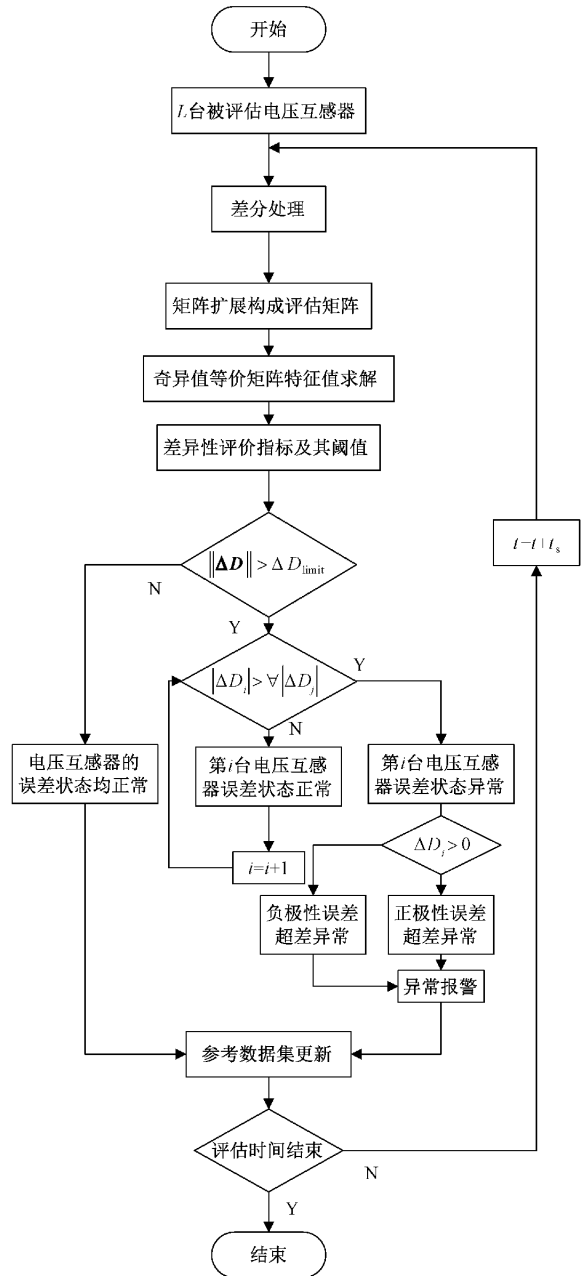 开始
L台被评估电压互感器
差分处理
矩阵扩展构成评估矩阵
奇异值等价矩阵特征值求解
差异性评价指标及其阈值
‖ΔD‖>ΔD_limit
N
Y
t=t+t_s
|ΔD_i|>∀|ΔD_j|
Y
N
电压互感器的
误差状态均正常
第i台电压互感
器误差状态正常
第i台电压互感
器误差状态异常
i=i+1
ΔD_i>0
负极性误差
超差异常
正极性误差
超差异常
异常报警
参考数据集更新
评估时间结束
N
Y
结束